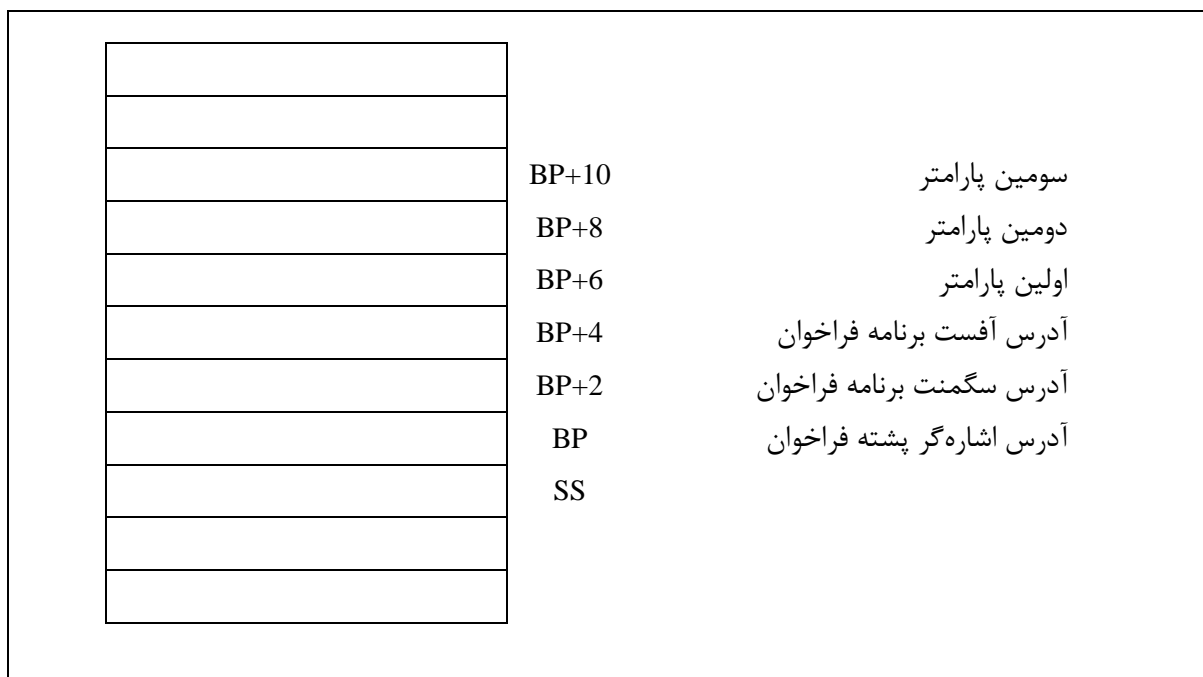 سومین پارامتر BP+10
دومین پارامتر BP+8
اولین پارامتر BP+6
آدرس آفست برنامه فراخوان BP+4
آدرس سگمنت برنامه فراخوان BP+2
آدرس اشاره‌گر پشته فراخوان BP
SS